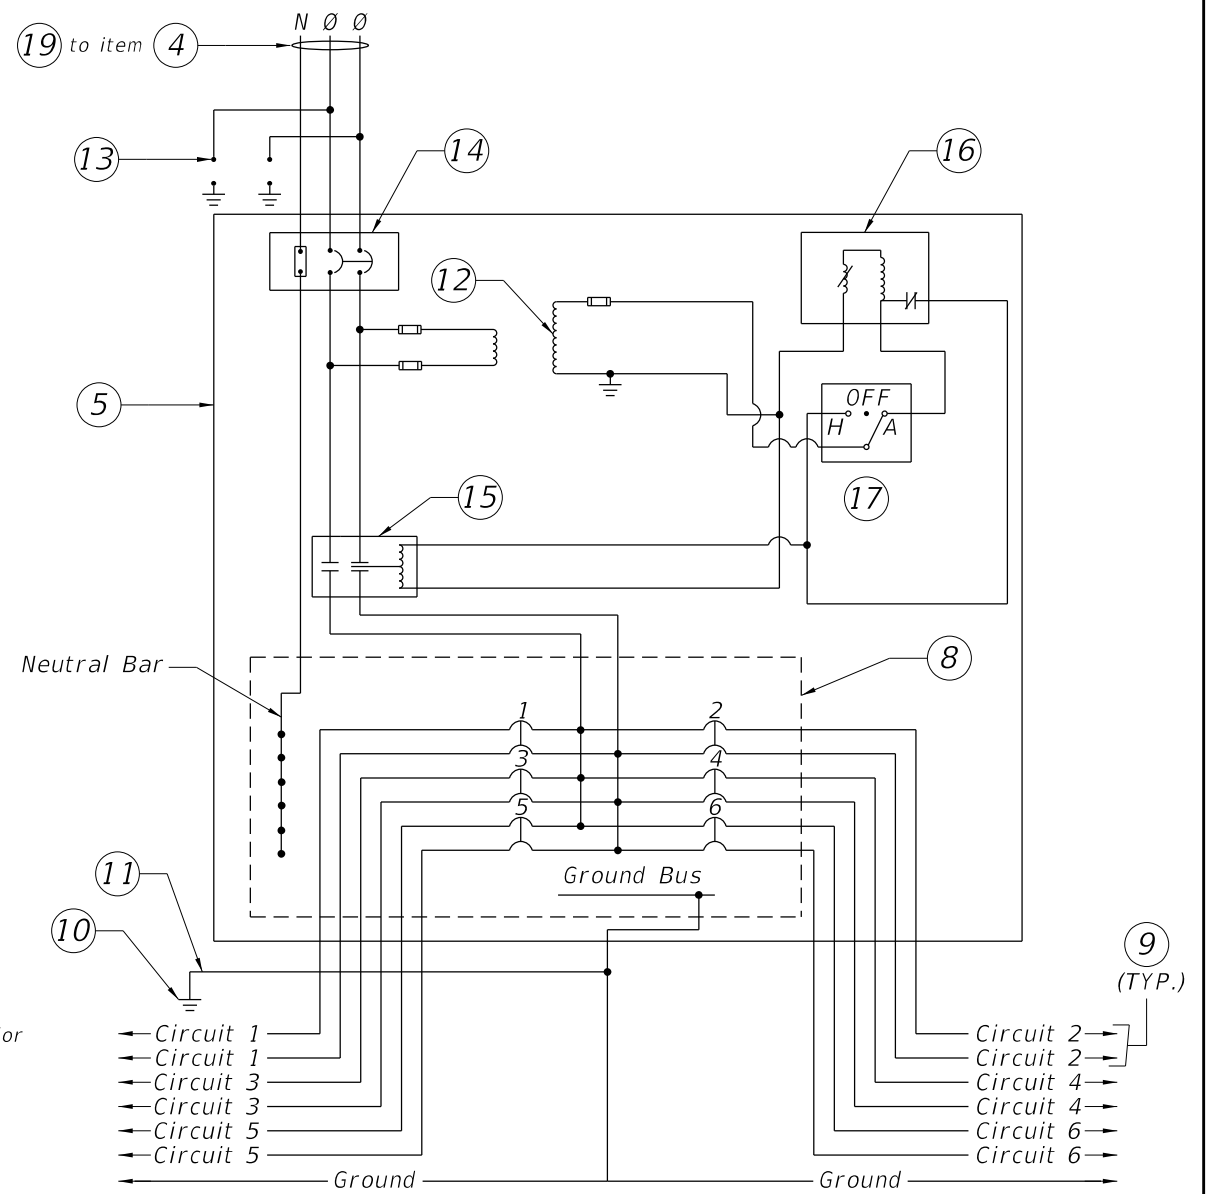 N Ø Ø
19 to item 4
13
14
16
12
5
OFF
H A
17
15
Neutral Bar
8
1 2
3 4
5 6
Ground Bus
11
10
9
(TYP.)
or
Circuit 1 Circuit 2
Circuit 1 Circuit 2
Circuit 3 Circuit 4
Circuit 3 Circuit 4
Circuit 5 Circuit 6
Circuit 5 Circuit 6
Ground Ground